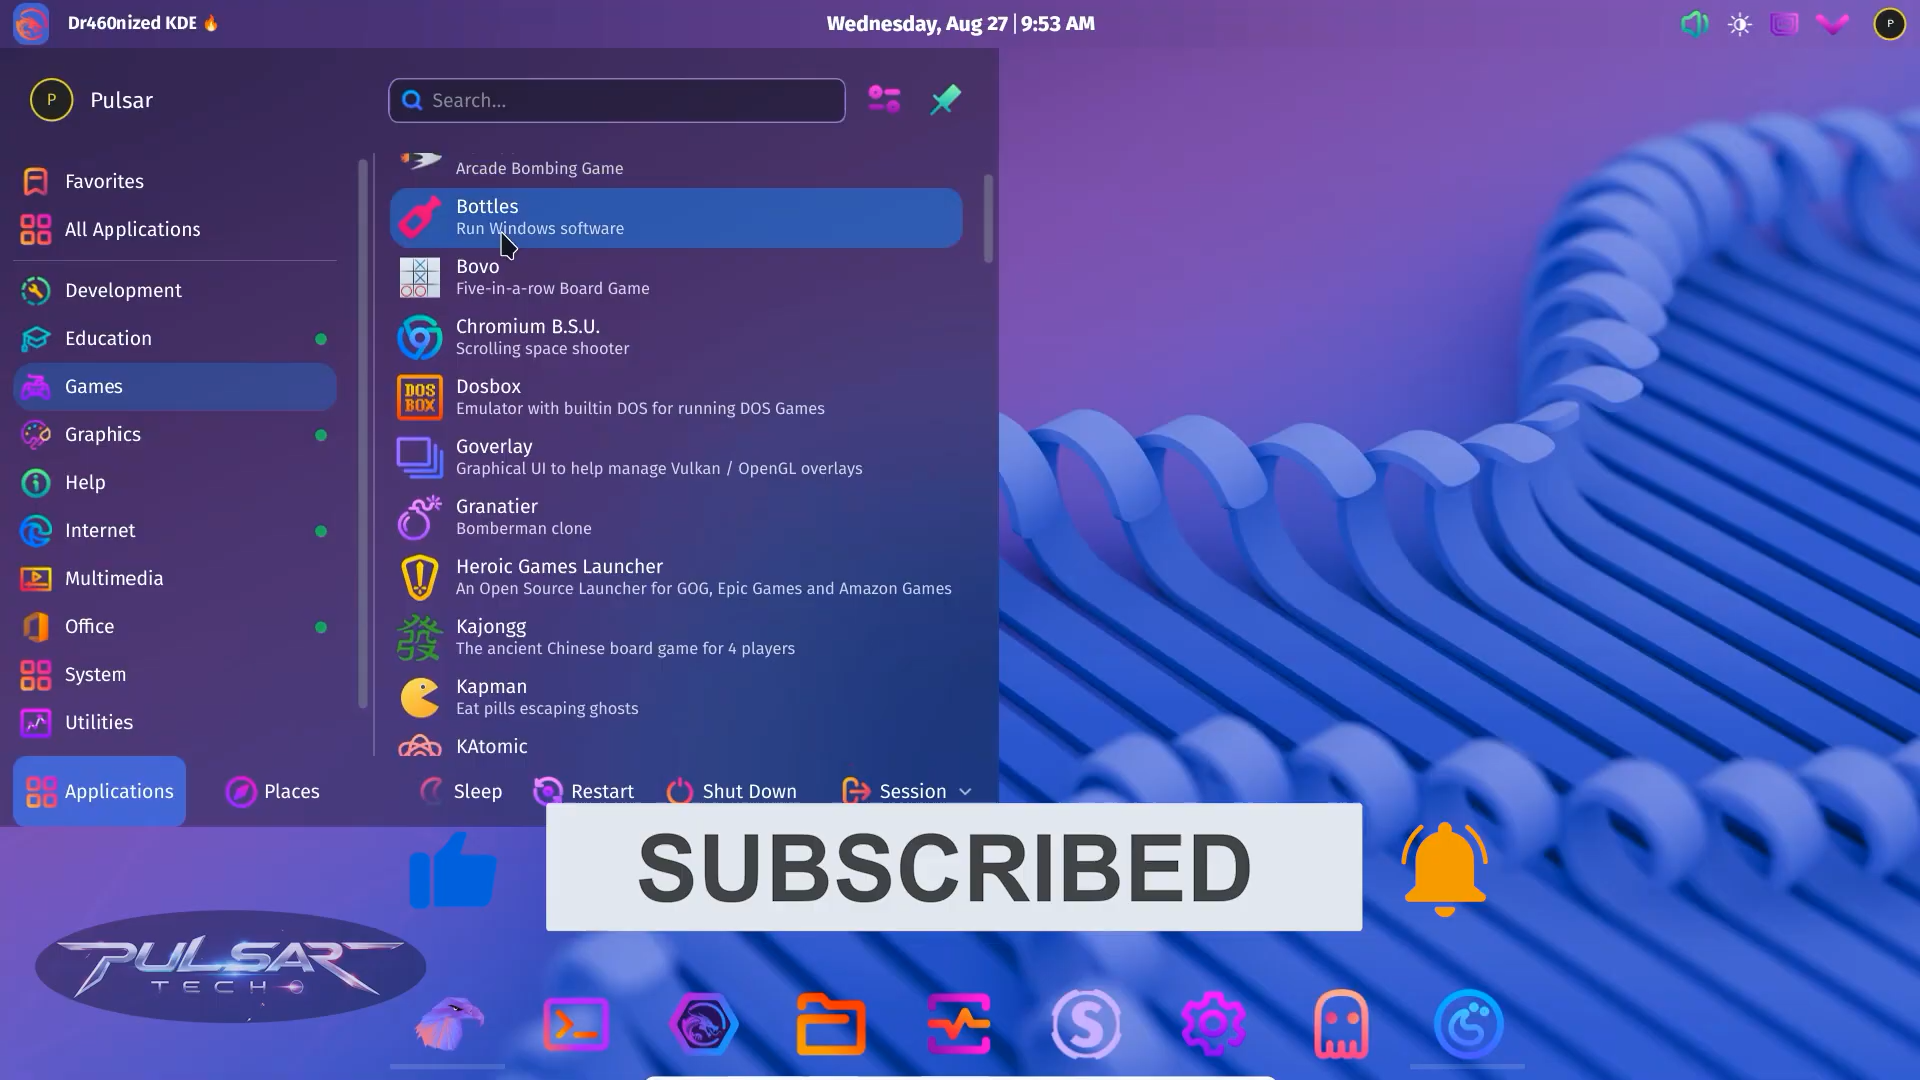 Dr460nized KDE 🔥
Wednesday, Aug 27 | 9:53 AM
P
P
Pulsar
Search...
Favorites
All Applications
Development
Education
Games
Graphics
Help
Internet
Multimedia
Office
System
Utilities
Arcade Bombing Game
Bottles
Run Windows software
Bovo
Five-in-a-row Board Game
Chromium B.S.U.
Scrolling space shooter
DOS
BOX
Dosbox
Emulator with builtin DOS for running DOS Games
Goverlay
Graphical UI to help manage Vulkan / OpenGL overlays
Granatier
Bomberman clone
Heroic Games Launcher
An Open Source Launcher for GOG, Epic Games and Amazon Games
發
Kajongg
The ancient Chinese board game for 4 players
Kapman
Eat pills escaping ghosts
KAtomic
Applications
Places
Sleep
Restart
Shut Down
Session
SUBSCRIBED
PULSAR
TECH
S